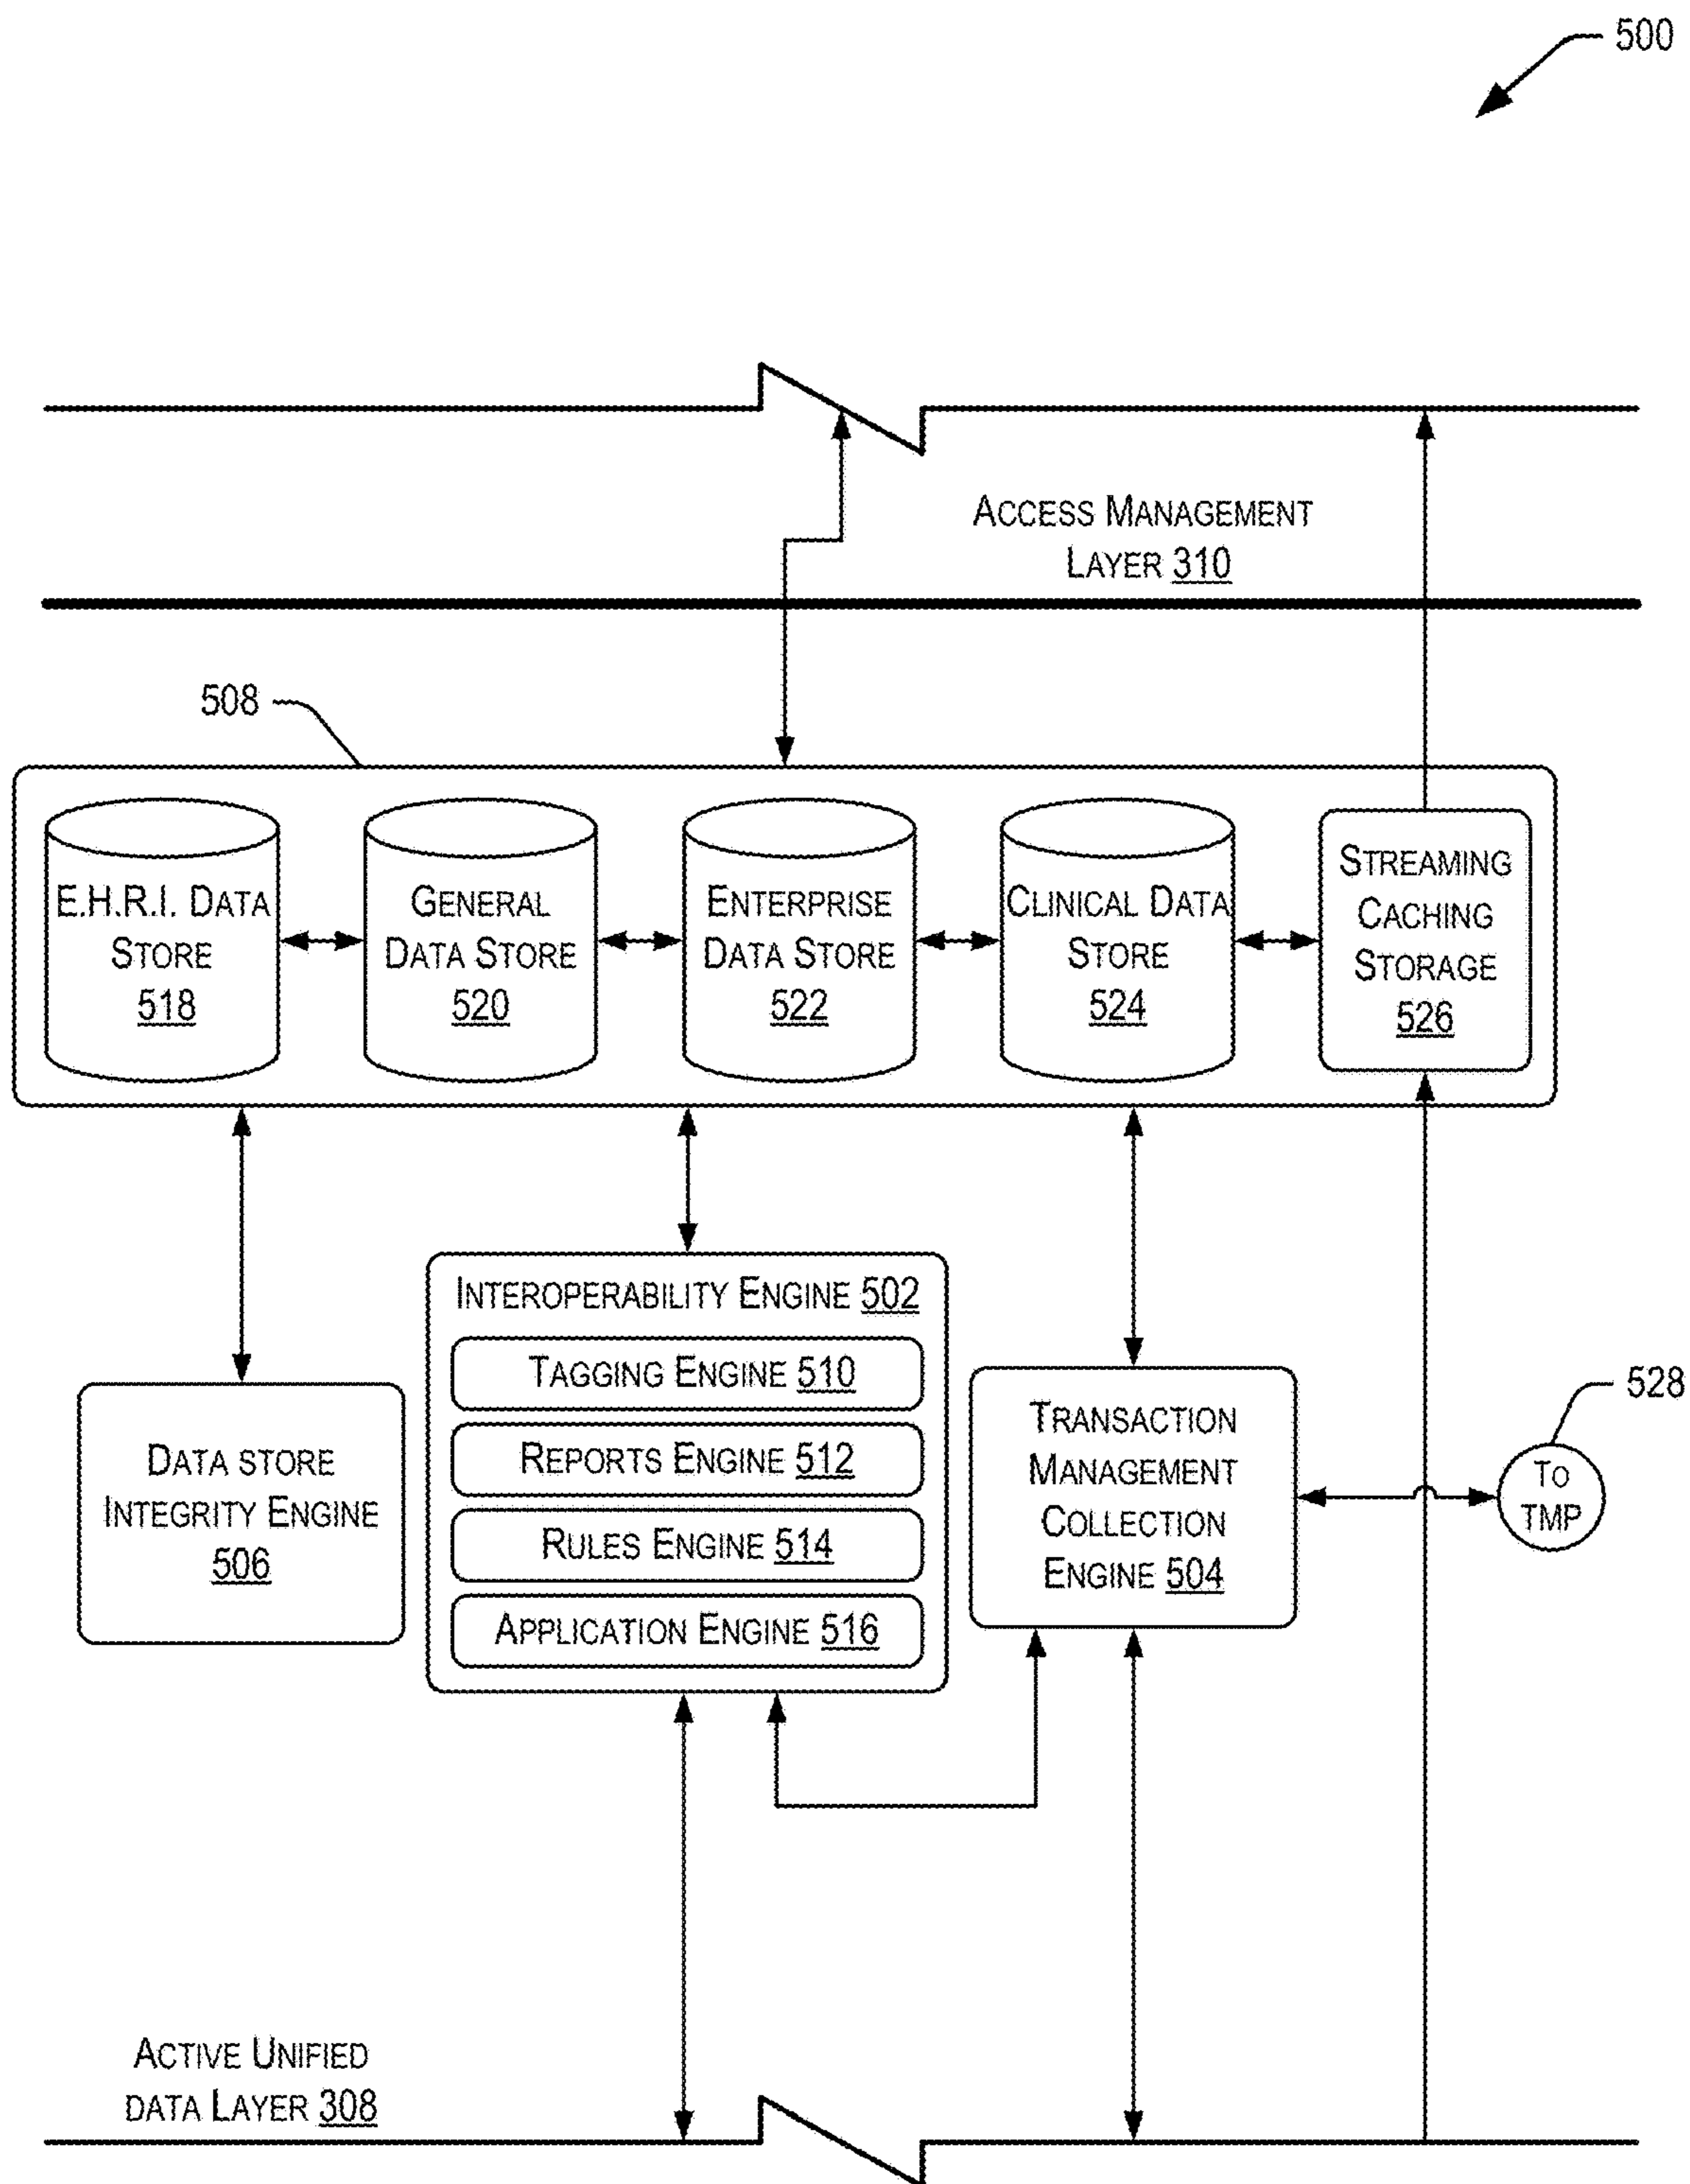 500
ACCESS MANAGEMENT
LAYER 310
508
E.H.R.I. DATA
STORE
518
GENERAL
DATA STORE
520
ENTERPRISE
DATA STORE
522
CLINICAL DATA
STORE
524
STREAMING
CACHING
STORAGE
526
INTEROPERABILITY ENGINE 502
TAGGING ENGINE 510
REPORTS ENGINE 512
RULES ENGINE 514
APPLICATION ENGINE 516
DATA STORE
INTEGRITY ENGINE
506
TRANSACTION
MANAGEMENT
COLLECTION
ENGINE 504
528
TO
TMP
ACTIVE UNIFIED
DATA LAYER 308